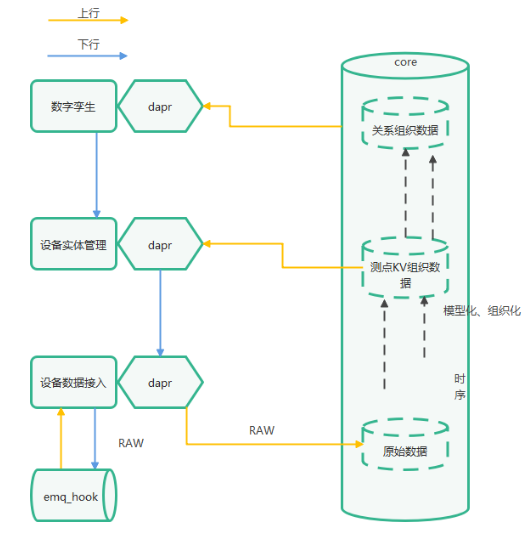 上行
下行
core
数字孪生
dapr
关系组织数据
设备实体管理
dapr
测点KV组织数
据
模型化、组织化
时
序
设备数据接入
dapr
RAW
RAW
原始数据
emq_hook